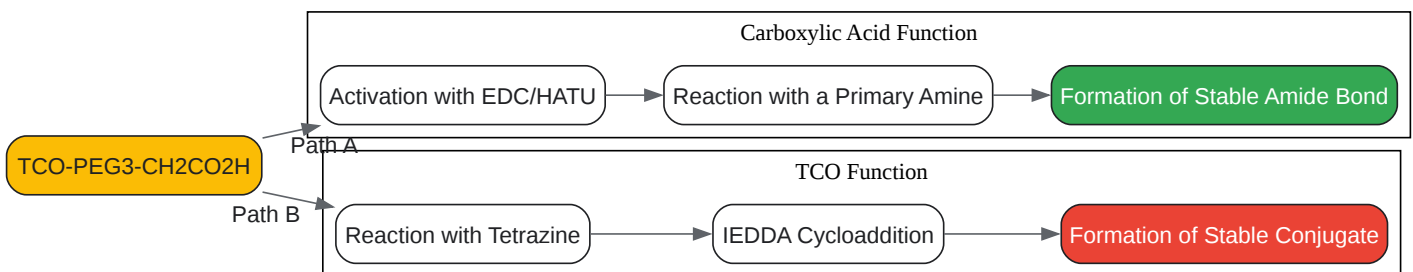 Carboxylic Acid Function
Activation with EDC/HATU
Reaction with a Primary Amine
Formation of Stable Amide Bond
Path A
TCO-PEG3-CH2CO2H
TCO Function
Path B
Reaction with Tetrazine
IEDDA Cycloaddition
Formation of Stable Conjugate